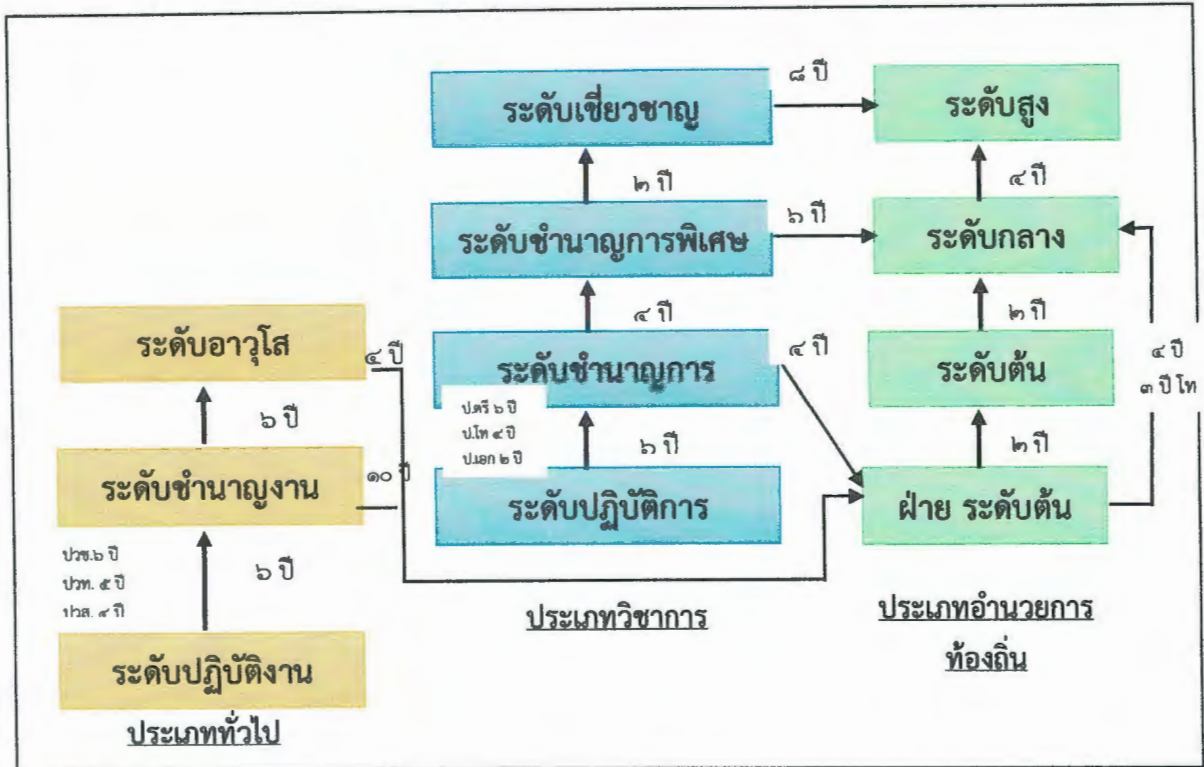 ระดับเชี่ยวชาญ
๘ ปี
ระดับสูง
๒ ปี
๔ ปี
ระดับชำนาญการพิเศษ
๖ ปี
ระดับกลาง
๔ ปี
๒ ปี
ระดับอาวุโส
๔ ปี
ระดับชำนาญการ
๔ ปี
ระดับต้น
๔ ปี
๓ ปี โท
ป.ตรี ๖ ปี
ป.โท ๔ ปี
ป.เอก ๒ ปี
๖ ปี
๖ ปี
๒ ปี
ระดับชำนาญงาน
๑๐ ปี
ระดับปฏิบัติการ
ฝ่าย ระดับต้น
ปวช.๖ ปี
ปวท. ๕ ปี
ปวส. ๔ ปี
๖ ปี
ประเภทวิชาการ
ประเภทอำนวยการ
ท้องถิ่น
ระดับปฏิบัติงาน
ประเภททั่วไป